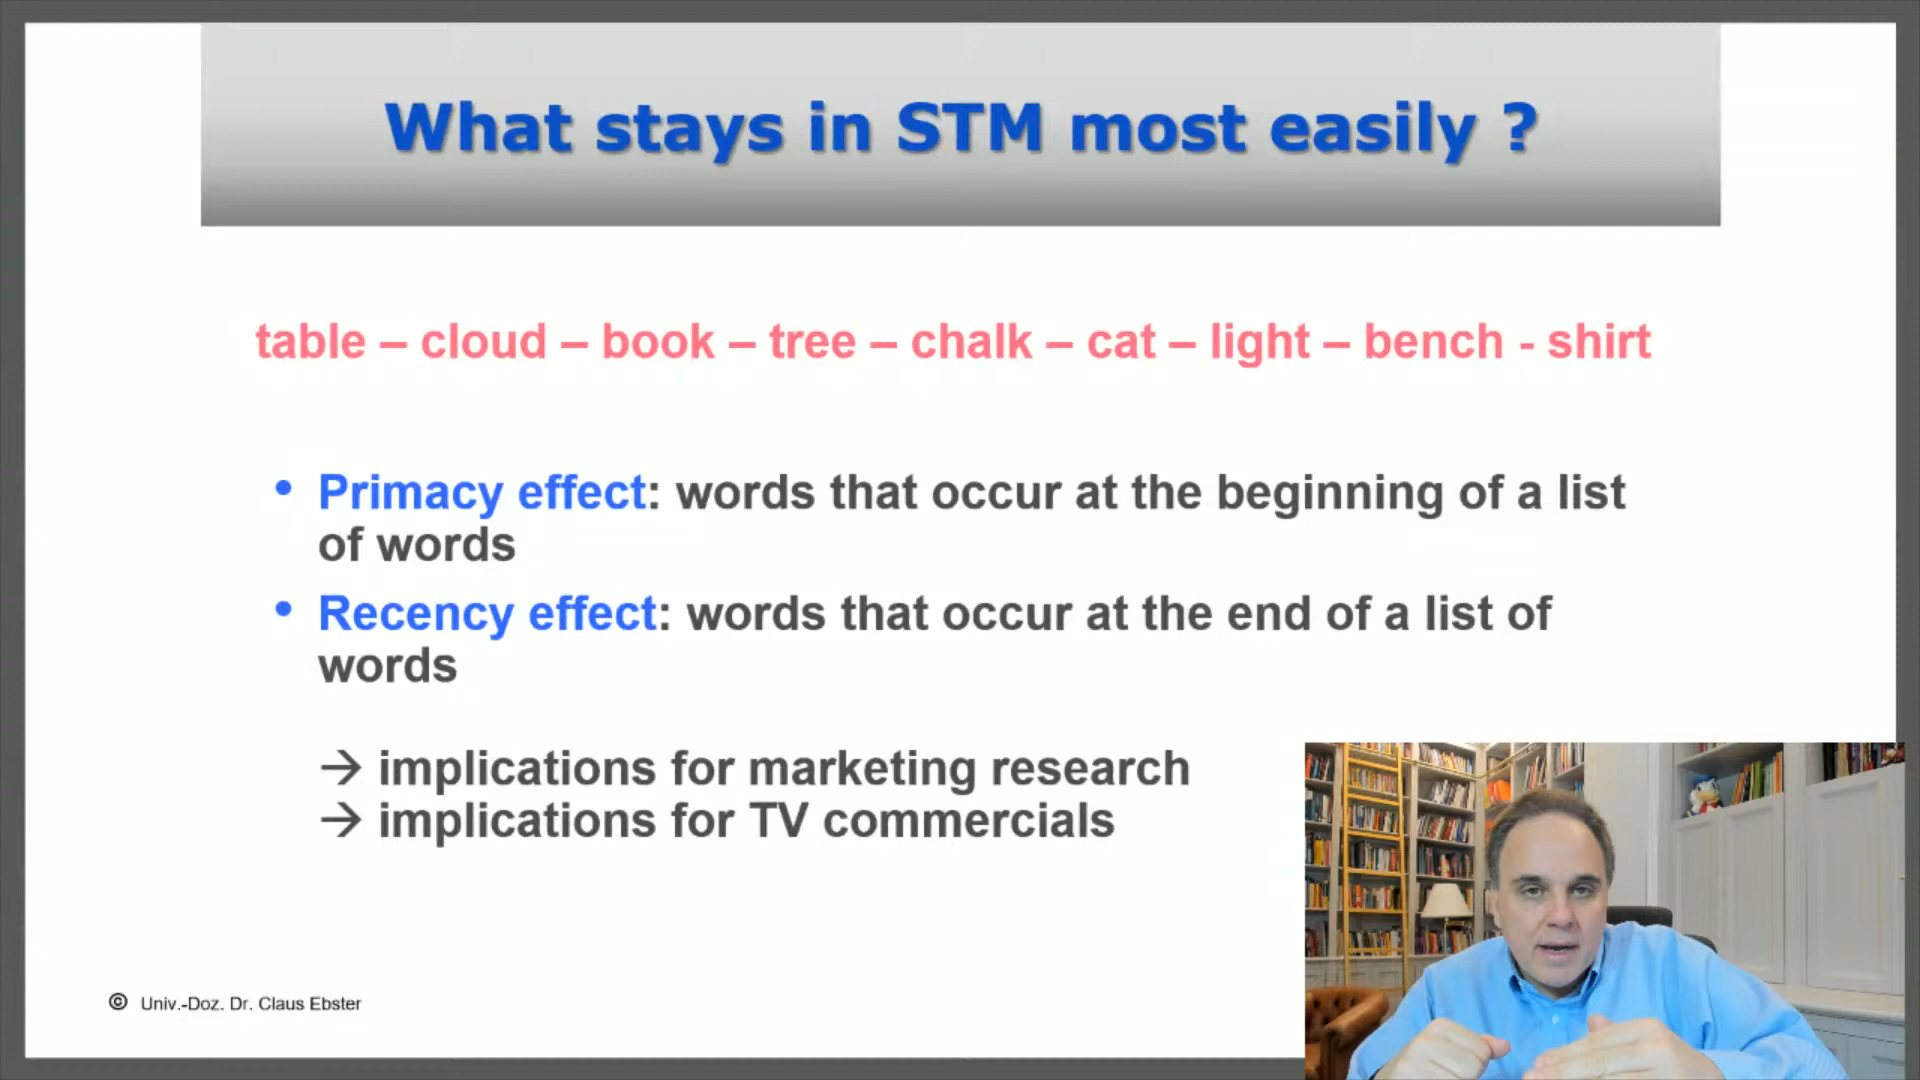 What stays in STM most easily ?
table – cloud – book – tree – chalk – cat – light – bench - shirt
• Primacy effect: words that occur at the beginning of a list
of words
• Recency effect: words that occur at the end of a list of
words
→ implications for marketing research
→ implications for TV commercials
© Univ.-Doz. Dr. Claus Ebster